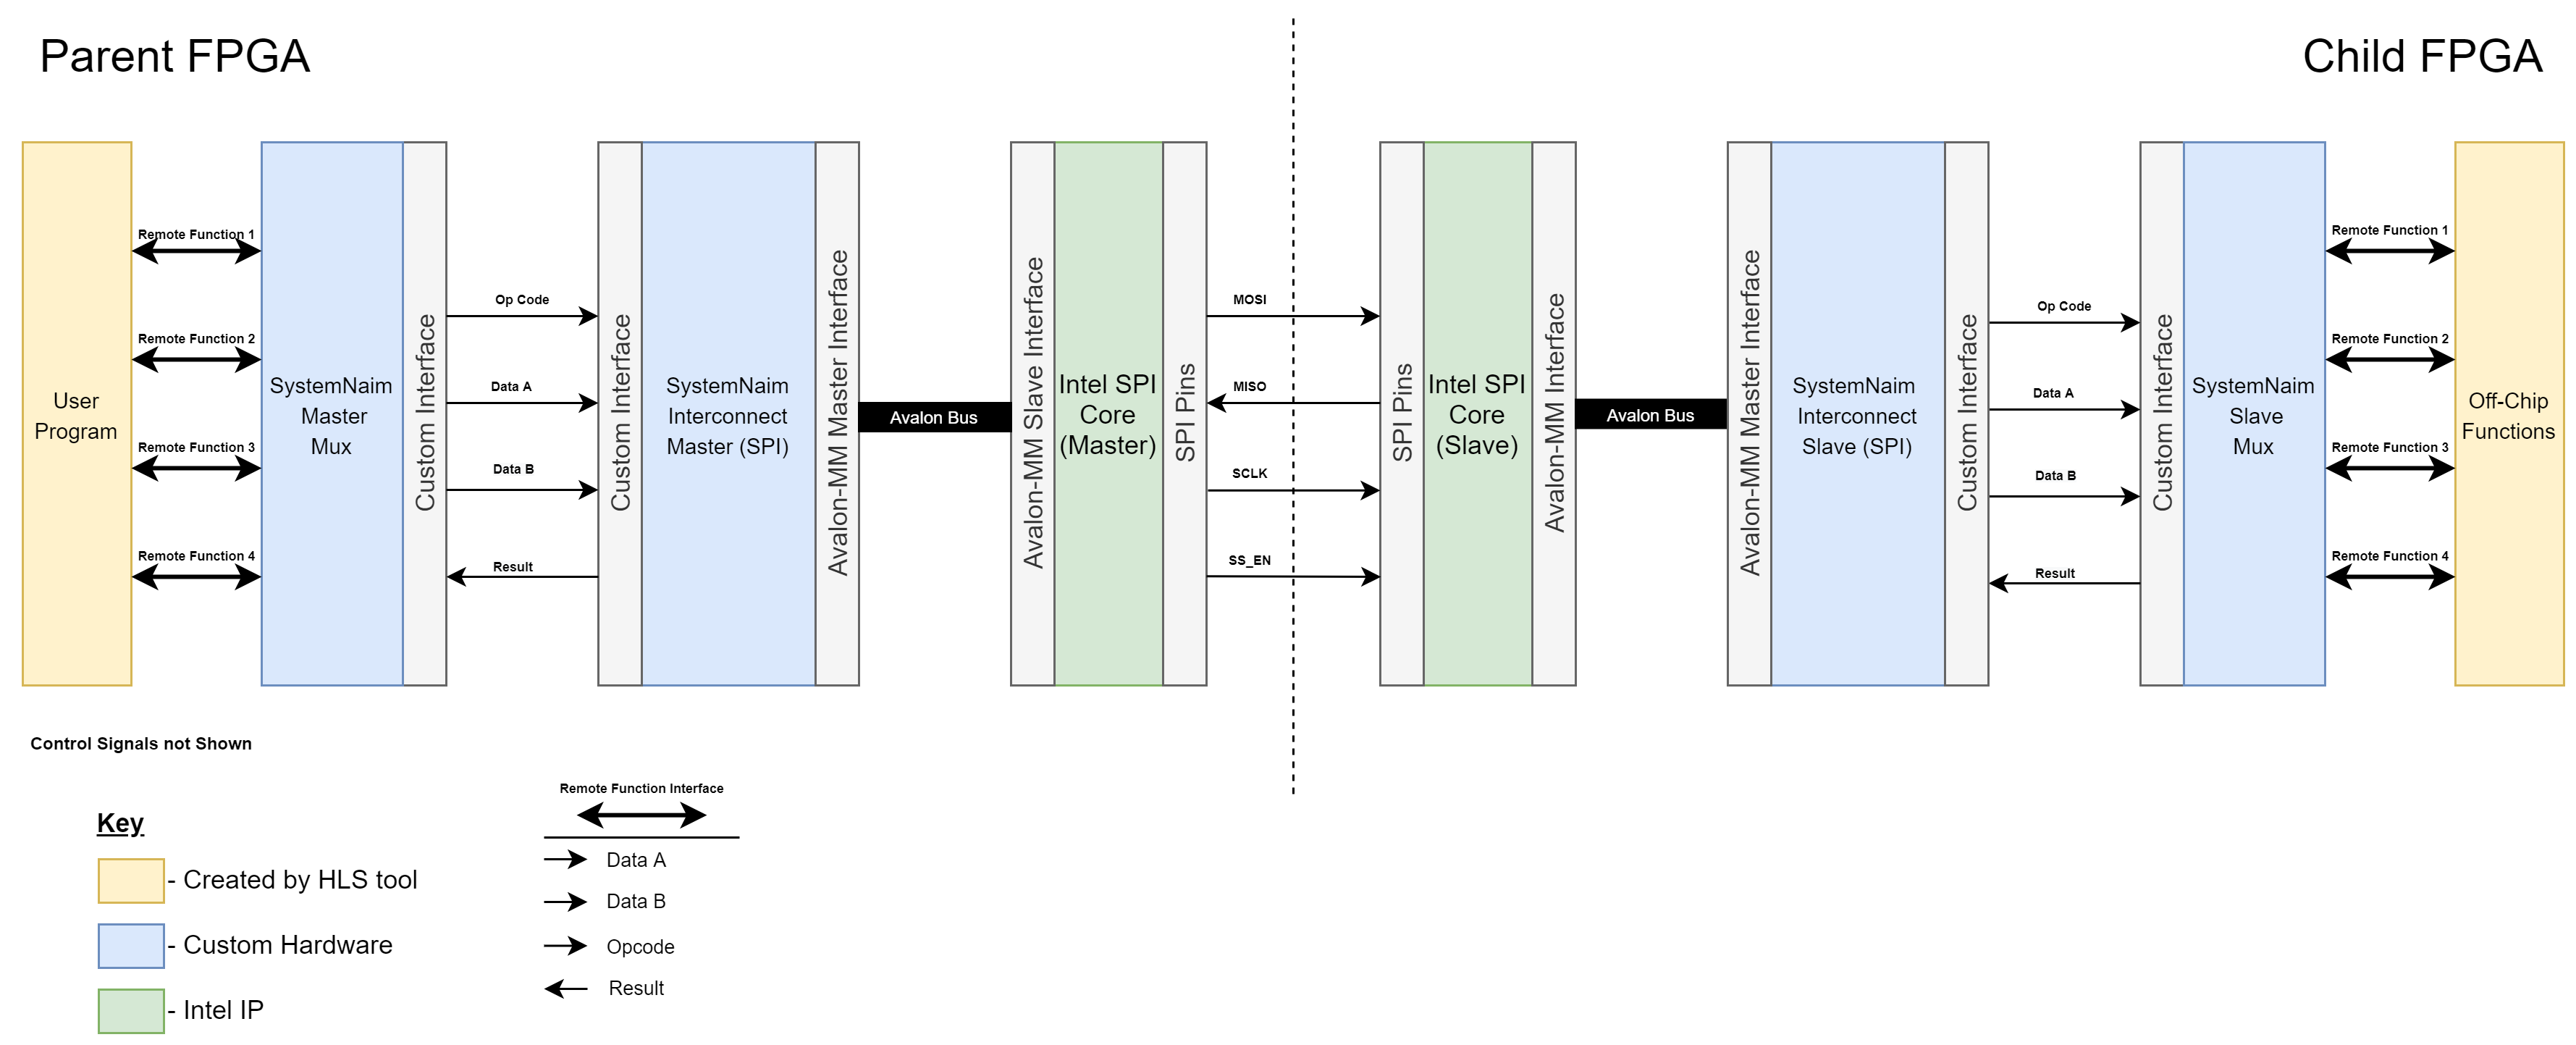 Parent FPGA
Child FPGA
User
Program
Remote Function 1
Remote Function 2
Remote Function 3
Remote Function 4
SystemNaim
Master
Mux
Custom Interface
Op Code
Data A
Data B
Result
Custom Interface
SystemNaim
Interconnect
Master (SPI)
Avalon-MM Master Interface
Avalon Bus
Avalon-MM Slave Interface
Intel SPI
Core
(Master)
SPI Pins
MOSI
MISO
SCLK
SS_EN
SPI Pins
Intel SPI
Core
(Slave)
Avalon-MM Interface
Avalon Bus
Avalon-MM Master Interface
SystemNaim
Interconnect
Slave (SPI)
Custom Interface
Op Code
Data A
Data B
Result
Custom Interface
SystemNaim
Slave
Mux
Remote Function 1
Remote Function 2
Remote Function 3
Remote Function 4
Off-Chip
Functions
Control Signals not Shown
Key
- Created by HLS tool
- Custom Hardware
- Intel IP
Remote Function Interface
Data A
Data B
Opcode
Result